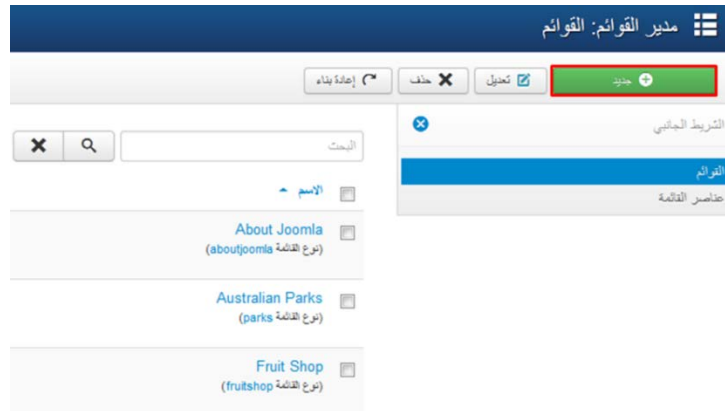 مدير القوائم: القوائم
جديد
تعديل
حذف
إعادة بناء
الشريط الجانبي
القوائم
عناصر القائمة
البحث
الاسم
About Joomla
(نوع القائمة aboutjoomla)
Australian Parks
(نوع القائمة parks)
Fruit Shop
(نوع القائمة fruitshop)